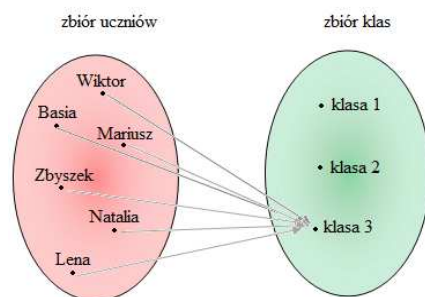 zbiór uczniów
zbiór klas
Wiktor
Basia
Mariusz
Zbyszek
Natalia
Lena
klasa 1
klasa 2
klasa 3